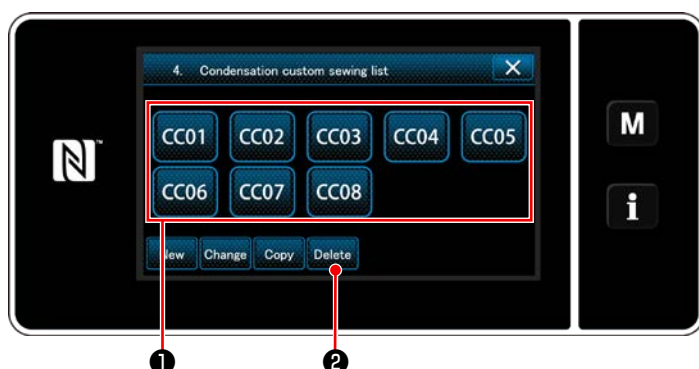 4. Condensation custom sewing list X
CC01 CC02 CC03 CC04 CC05
CC06 CC07 CC08
New Change Copy Delete
M
i
N™
❶ ❷